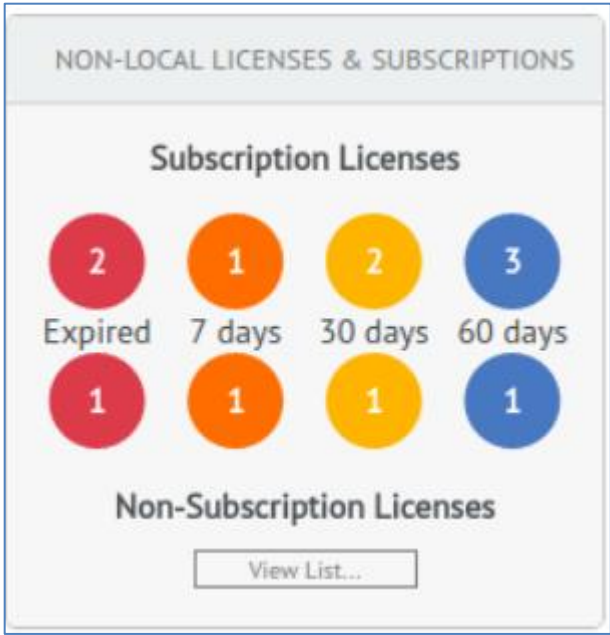 NON-LOCAL LICENSES & SUBSCRIPTIONS
Subscription Licenses
2 1 2 3
Expired 7 days 30 days 60 days
1 1 1 1
Non-Subscription Licenses
View List...